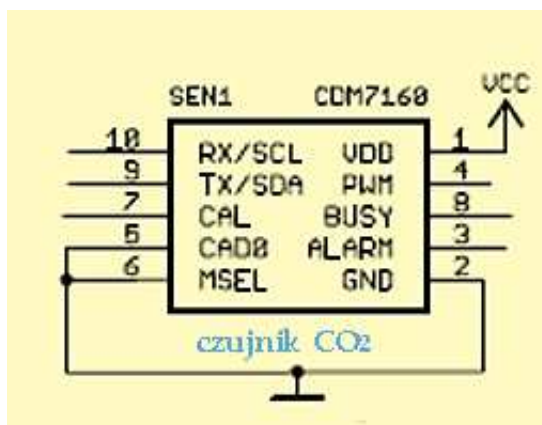 VCC
SEN1 CDM7160
10 RX/SCL VDD 1
9 TX/SDA PWM 4
7 CAL BUSY 8
5 CAD0 ALARM 3
6 MSEL GND 2
czujnik CO2